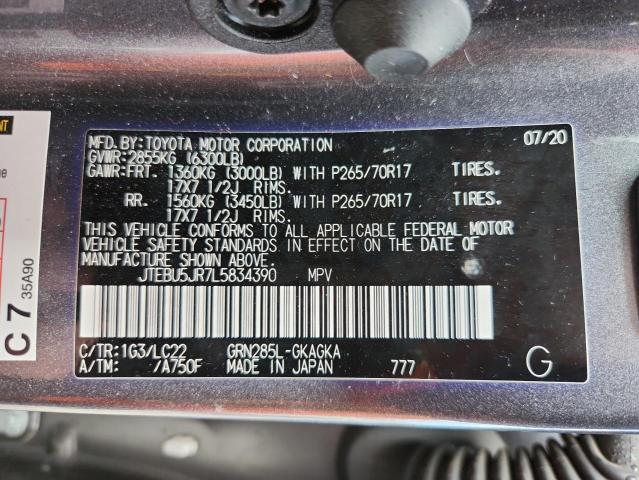 MFD. BY: TOYOTA MOTOR CORPORATION 07/20
GVWR: 2855KG (6300LB)
GAWR: FRT. 1360KG (3000LB) WITH P265/70R17 TIRES.
17X7 1/2J RIMS.
RR. 1560KG (3450LB) WITH P265/70R17 TIRES.
17X7 1/2J RIMS.
THIS VEHICLE CONFORMS TO ALL APPLICABLE FEDERAL MOTOR
VEHICLE SAFETY STANDARDS IN EFFECT ON THE DATE OF
MANUFACTURE SHOWN ABOVE.
JTEBU5JR7L5834390 MPV
C/TR: 1G3/LC22 GRN285L-GKAGKA
A/TM: /A750F MADE IN JAPAN 777 G
C 7 35A90